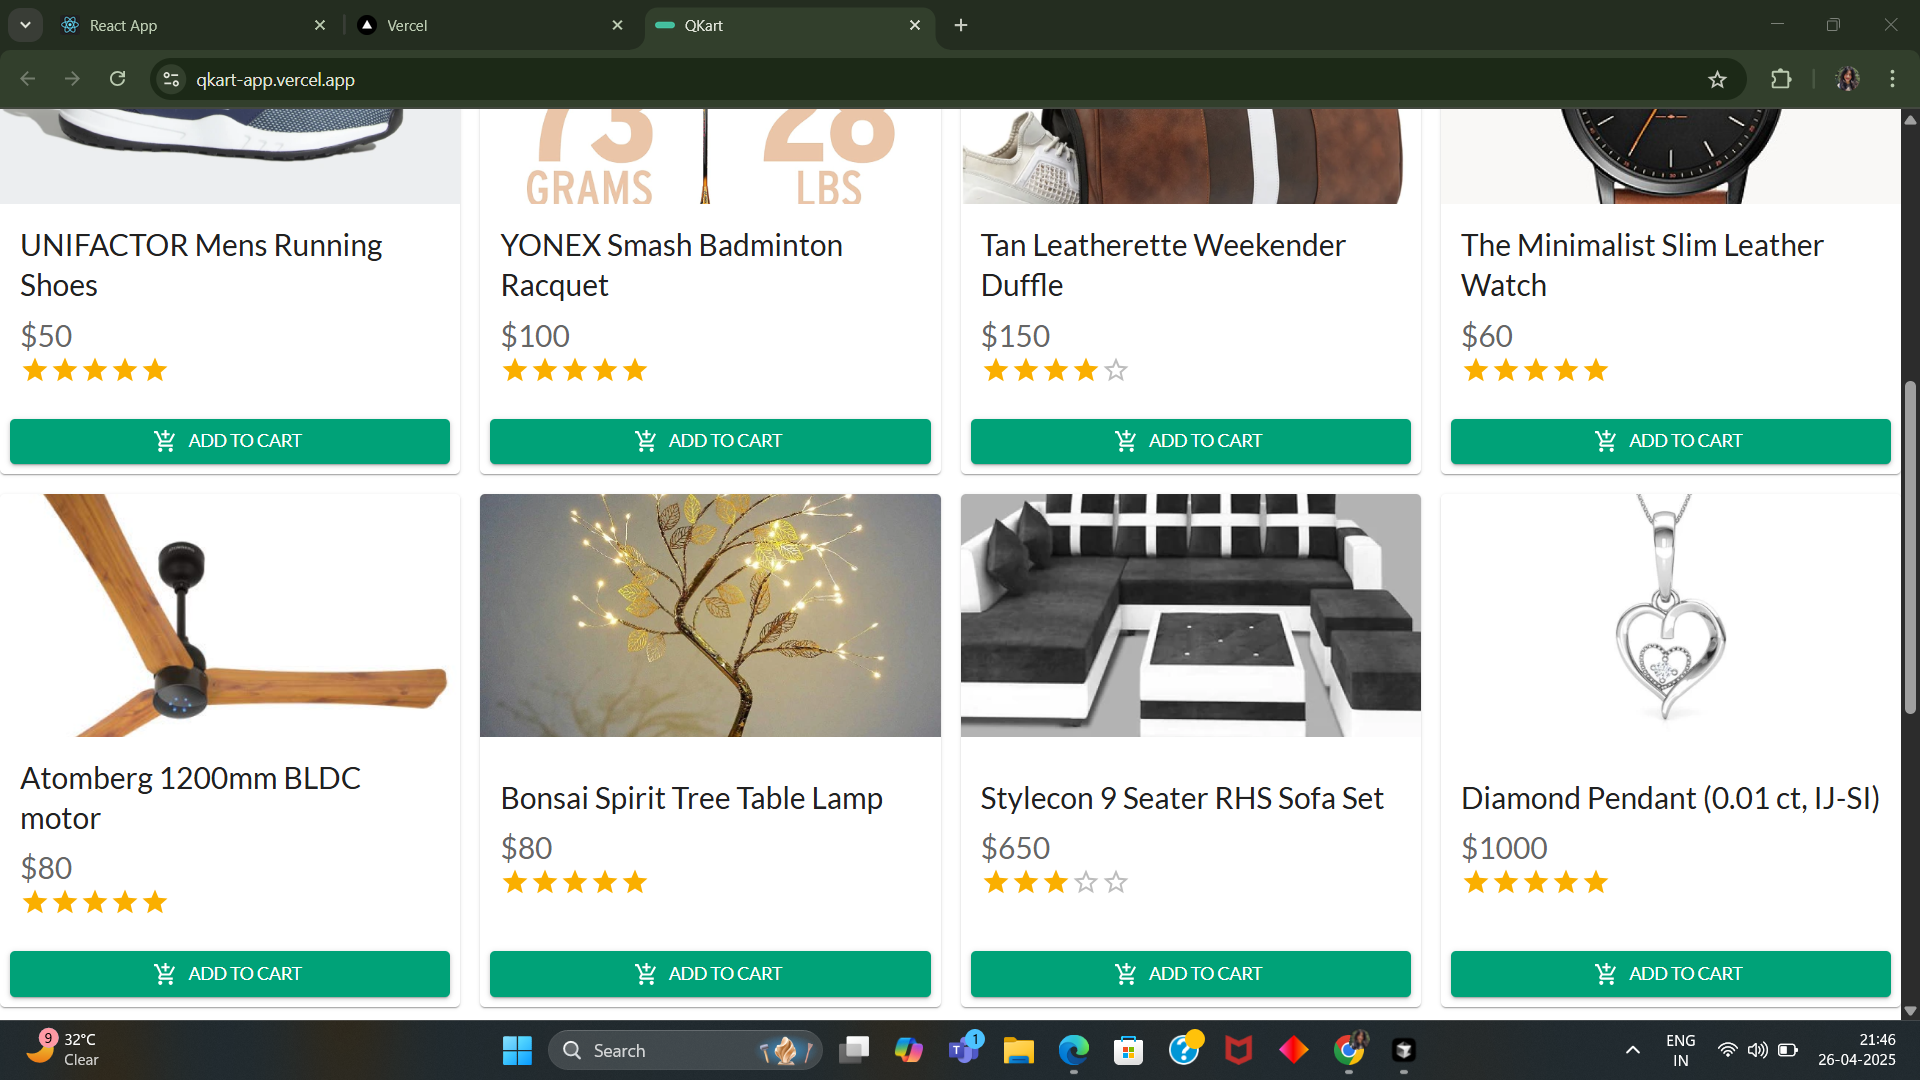 React App
Vercel
QKart
qkart-app.vercel.app
73
GRAMS
28
LBS
UNIFACTOR Mens Running
Shoes
$50
ADD TO CART
YONEX Smash Badminton
Racquet
$100
ADD TO CART
Tan Leatherette Weekender
Duffle
$150
ADD TO CART
The Minimalist Slim Leather
Watch
$60
ADD TO CART
Atomberg 1200mm BLDC
motor
$80
ADD TO CART
Bonsai Spirit Tree Table Lamp
$80
ADD TO CART
Stylecon 9 Seater RHS Sofa Set
$650
ADD TO CART
Diamond Pendant (0.01 ct, IJ-SI)
$1000
ADD TO CART
9
32°C
Clear
Search
1
ENG
IN
21:46
26-04-2025